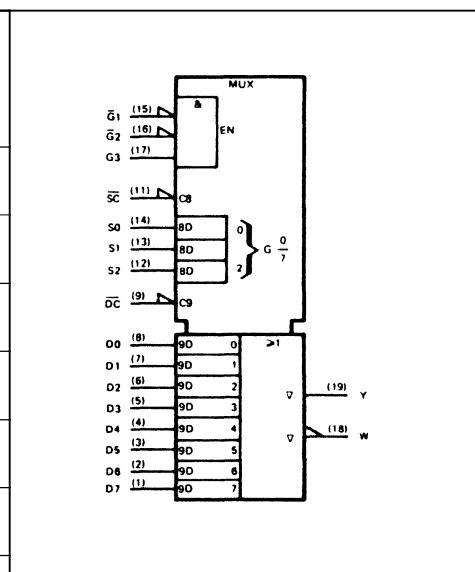 MUX
&
G̅1 (15)
G̅2 (16) EN
G3 (17)
S̅C̅ (11) C8
S0 (14) 8D 0
S1 (13) 8D G 0/7
S2 (12) 8D 2
D̅C̅ (9) C9
D0 (8) 9D 0 ≥1
D1 (7) 9D 1
D2 (6) 9D 2 ▽ (19) Y
D3 (5) 9D 3
D4 (4) 9D 4 ▽ (18) W
D5 (3) 9D 5
D6 (2) 9D 6
D7 (1) 9D 7